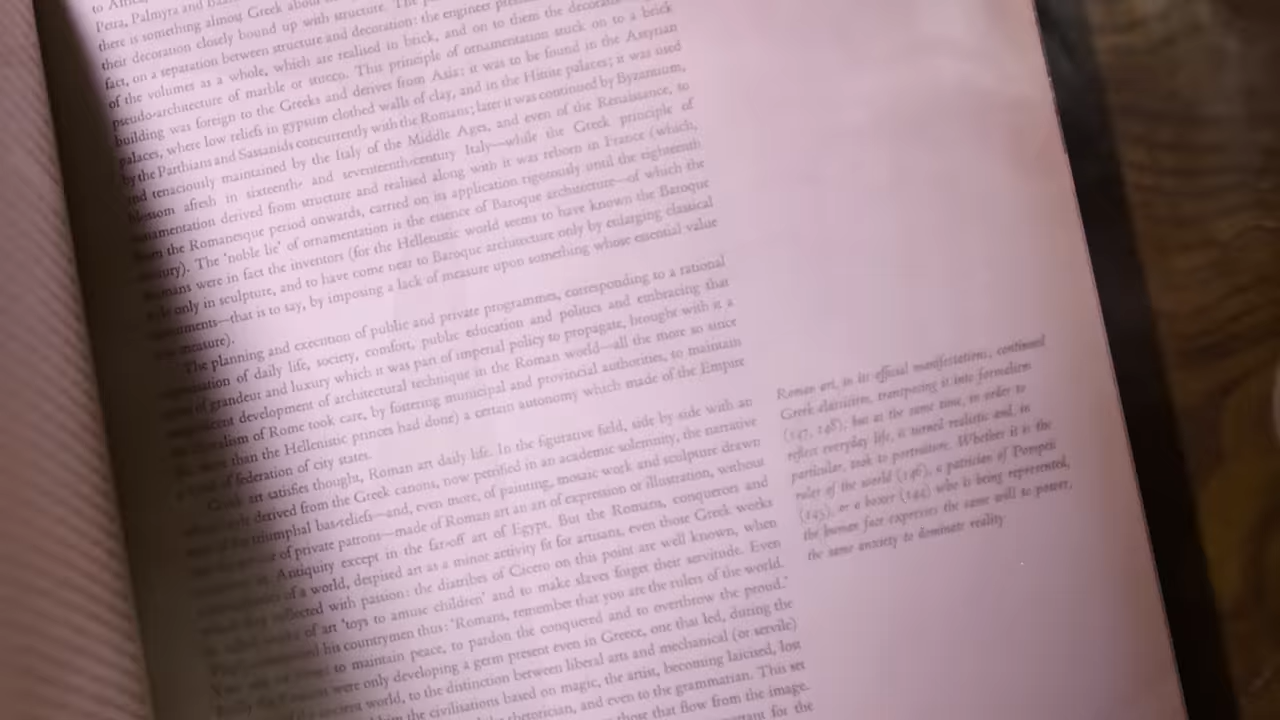 to Africa,
Petra, Palmyra and
there is something almost Greek about
their decoration closely bound up with structure. The
fact, on a separation between structure and decoration: the engineer
of the volumes as a whole, which are realised in brick, and on to them the
pseudo-architecture of marble or stucco. This principle of ornamentation stuck on to a brick
building was foreign to the Greeks and derives from Asia: it was to be found in the Assyrian
palaces, where low reliefs in gypsum clothed walls of clay, and in the Hittite palaces; it was used
by the Parthians and Sassanids concurrently with the Romans; later it was continued by Byzantium,
and tenaciously maintained by the Italy of the Middle Ages, and even of the Renaissance, to
blossom afresh in sixteenth- and seventeenth-century Italy—while the Greek principle of
ornamentation derived from structure and realised along with it was reborn in France (which,
from the Romanesque period onwards, carried on its application rigorously until the eighteenth
century). The 'noble lie' of ornamentation is the essence of Baroque architecture—of which the
Romans were in fact the inventors (for the Hellenistic world seems to have known the Baroque
only in sculpture, and to have come near to Baroque architecture only by enlarging classical
monuments—that is to say, by imposing a lack of measure upon something whose essential value
measure).
The planning and execution of public and private programmes, corresponding to a rational
of daily life, society, comfort, public education and politics and embracing that
of grandeur and luxury which it was part of imperial policy to propagate, brought with it a
development of architectural technique in the Roman world—all the more so since
of Rome took care, by fostering municipal and provincial authorities, to maintain
than the Hellenistic princes had done) a certain autonomy which made of the Empire
federation of city states.
Greek art satisfies thought, Roman art daily life. In the figurative field, side by side with an
derived from the Greek canons, now petrified in an academic solemnity, the narrative
triumphal bas-reliefs—and, even more, of painting, mosaic work and sculpture drawn
of private patrons—made of Roman art an art of expression or illustration, without
Antiquity except in the far-off art of Egypt. But the Romans, conquerors and
of a world, despised art as a minor activity fit for artisans, even those Greek works
reflected with passion: the diatribes of Cicero on this point are well known, when
of art 'toys to amuse children' and to make slaves forget their servitude. Even
his countrymen thus: 'Romans, remember that you are the rulers of the world.
to maintain peace, to pardon the conquered and to overthrow the proud.'
were only developing a germ present even in Greece, one that led, during the
ancient world, to the distinction between liberal arts and mechanical (or servile)
the civilisations based on magic, the artist, becoming laicised, lost
rhetorician, and even to the grammarian. This set
those that flow from the image.
for the
Roman art, in its official manifestations, continued
Greek classicism, transposing it into formalism
(147, 148); but at the same time, in order to
reflect everyday life, it turned realistic and, in
particular, took to portraiture. Whether it is the
ruler of the world (146), a patrician of Pompeii
(145), or a boxer (144) who is being represented,
the human face expresses the same will to power,
the same anxiety to dominate reality